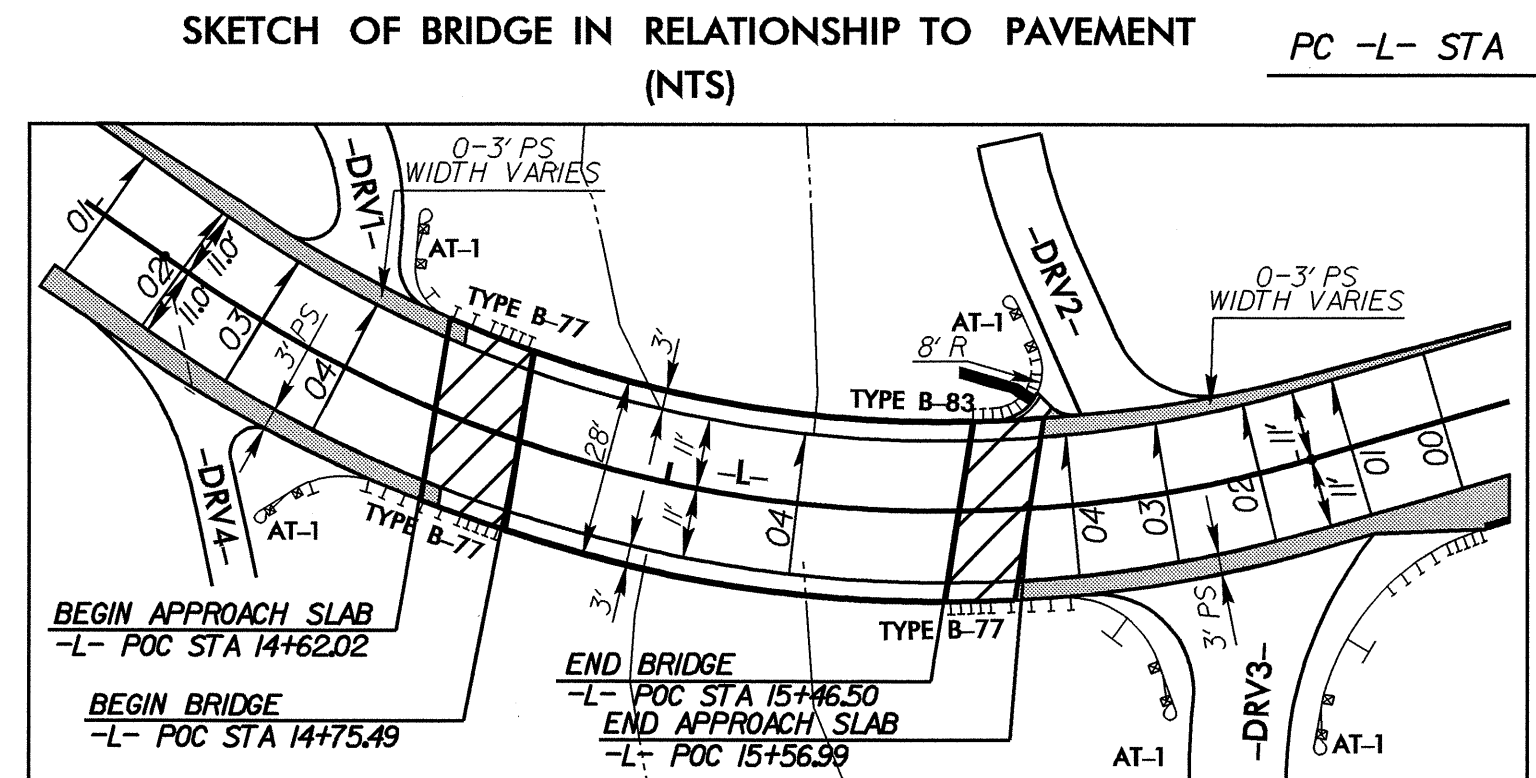 SKETCH OF BRIDGE IN RELATIONSHIP TO PAVEMENT
(NTS)
PC -L- STA
0-3' PS
WIDTH VARIES
-DRV1-
AT-1
TYPE B-77
01
02
11.0'
11.0'
03
3' PS
04
-DRV4-
AT-1
TYPE B-77
3'
28'
11'
-L-
11'
3'
04
TYPE B-83
8' R
AT-1
-DRV2-
0-3' PS
WIDTH VARIES
04
03
02
11'
11'
01
00
TYPE B-77
3' PS
-DRV3-
AT-1
AT-1
BEGIN APPROACH SLAB
-L- POC STA 14+62.02
BEGIN BRIDGE
-L- POC STA 14+75.49
END BRIDGE
-L- POC STA 15+46.50
END APPROACH SLAB
-L- POC 15+56.99